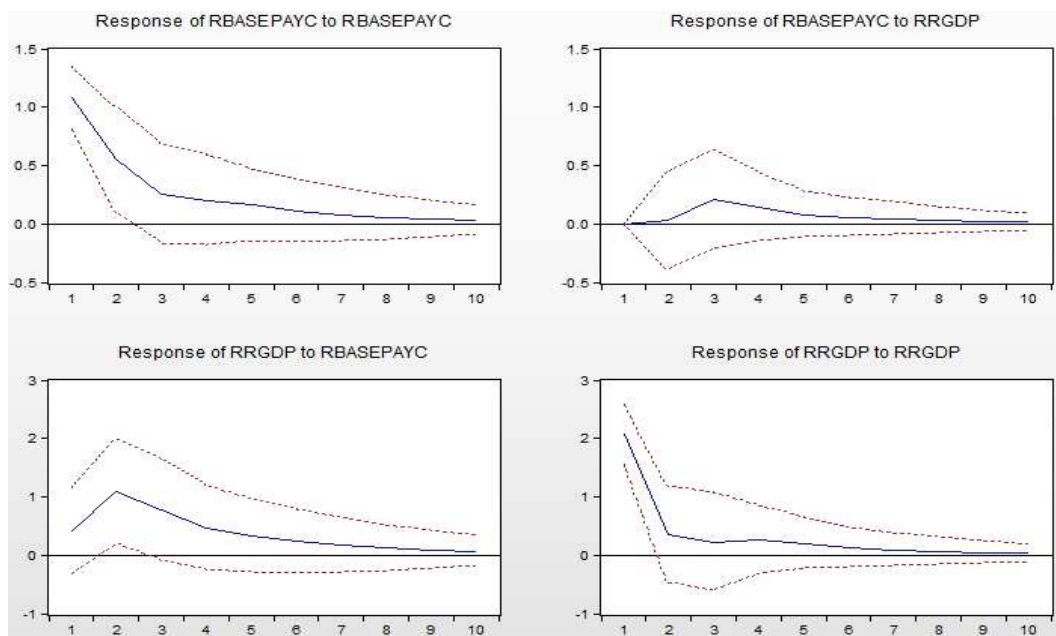 Response of RBASEPAYC to RBASEPAYC
1.5
1.0
0.5
0.0
-0.5
1 2 3 4 5 6 7 8 9 10
Response of RBASEPAYC to RRGDP
1.5
1.0
0.5
0.0
-0.5
1 2 3 4 5 6 7 8 9 10
Response of RRGDP to RBASEPAYC
3
2
1
0
-1
1 2 3 4 5 6 7 8 9 10
Response of RRGDP to RRGDP
3
2
1
0
-1
1 2 3 4 5 6 7 8 9 10